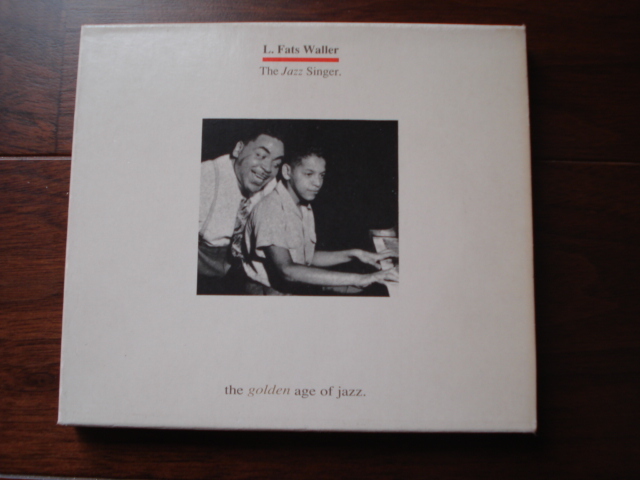 L. Fats Waller
The Jazz Singer.
the golden age of jazz.